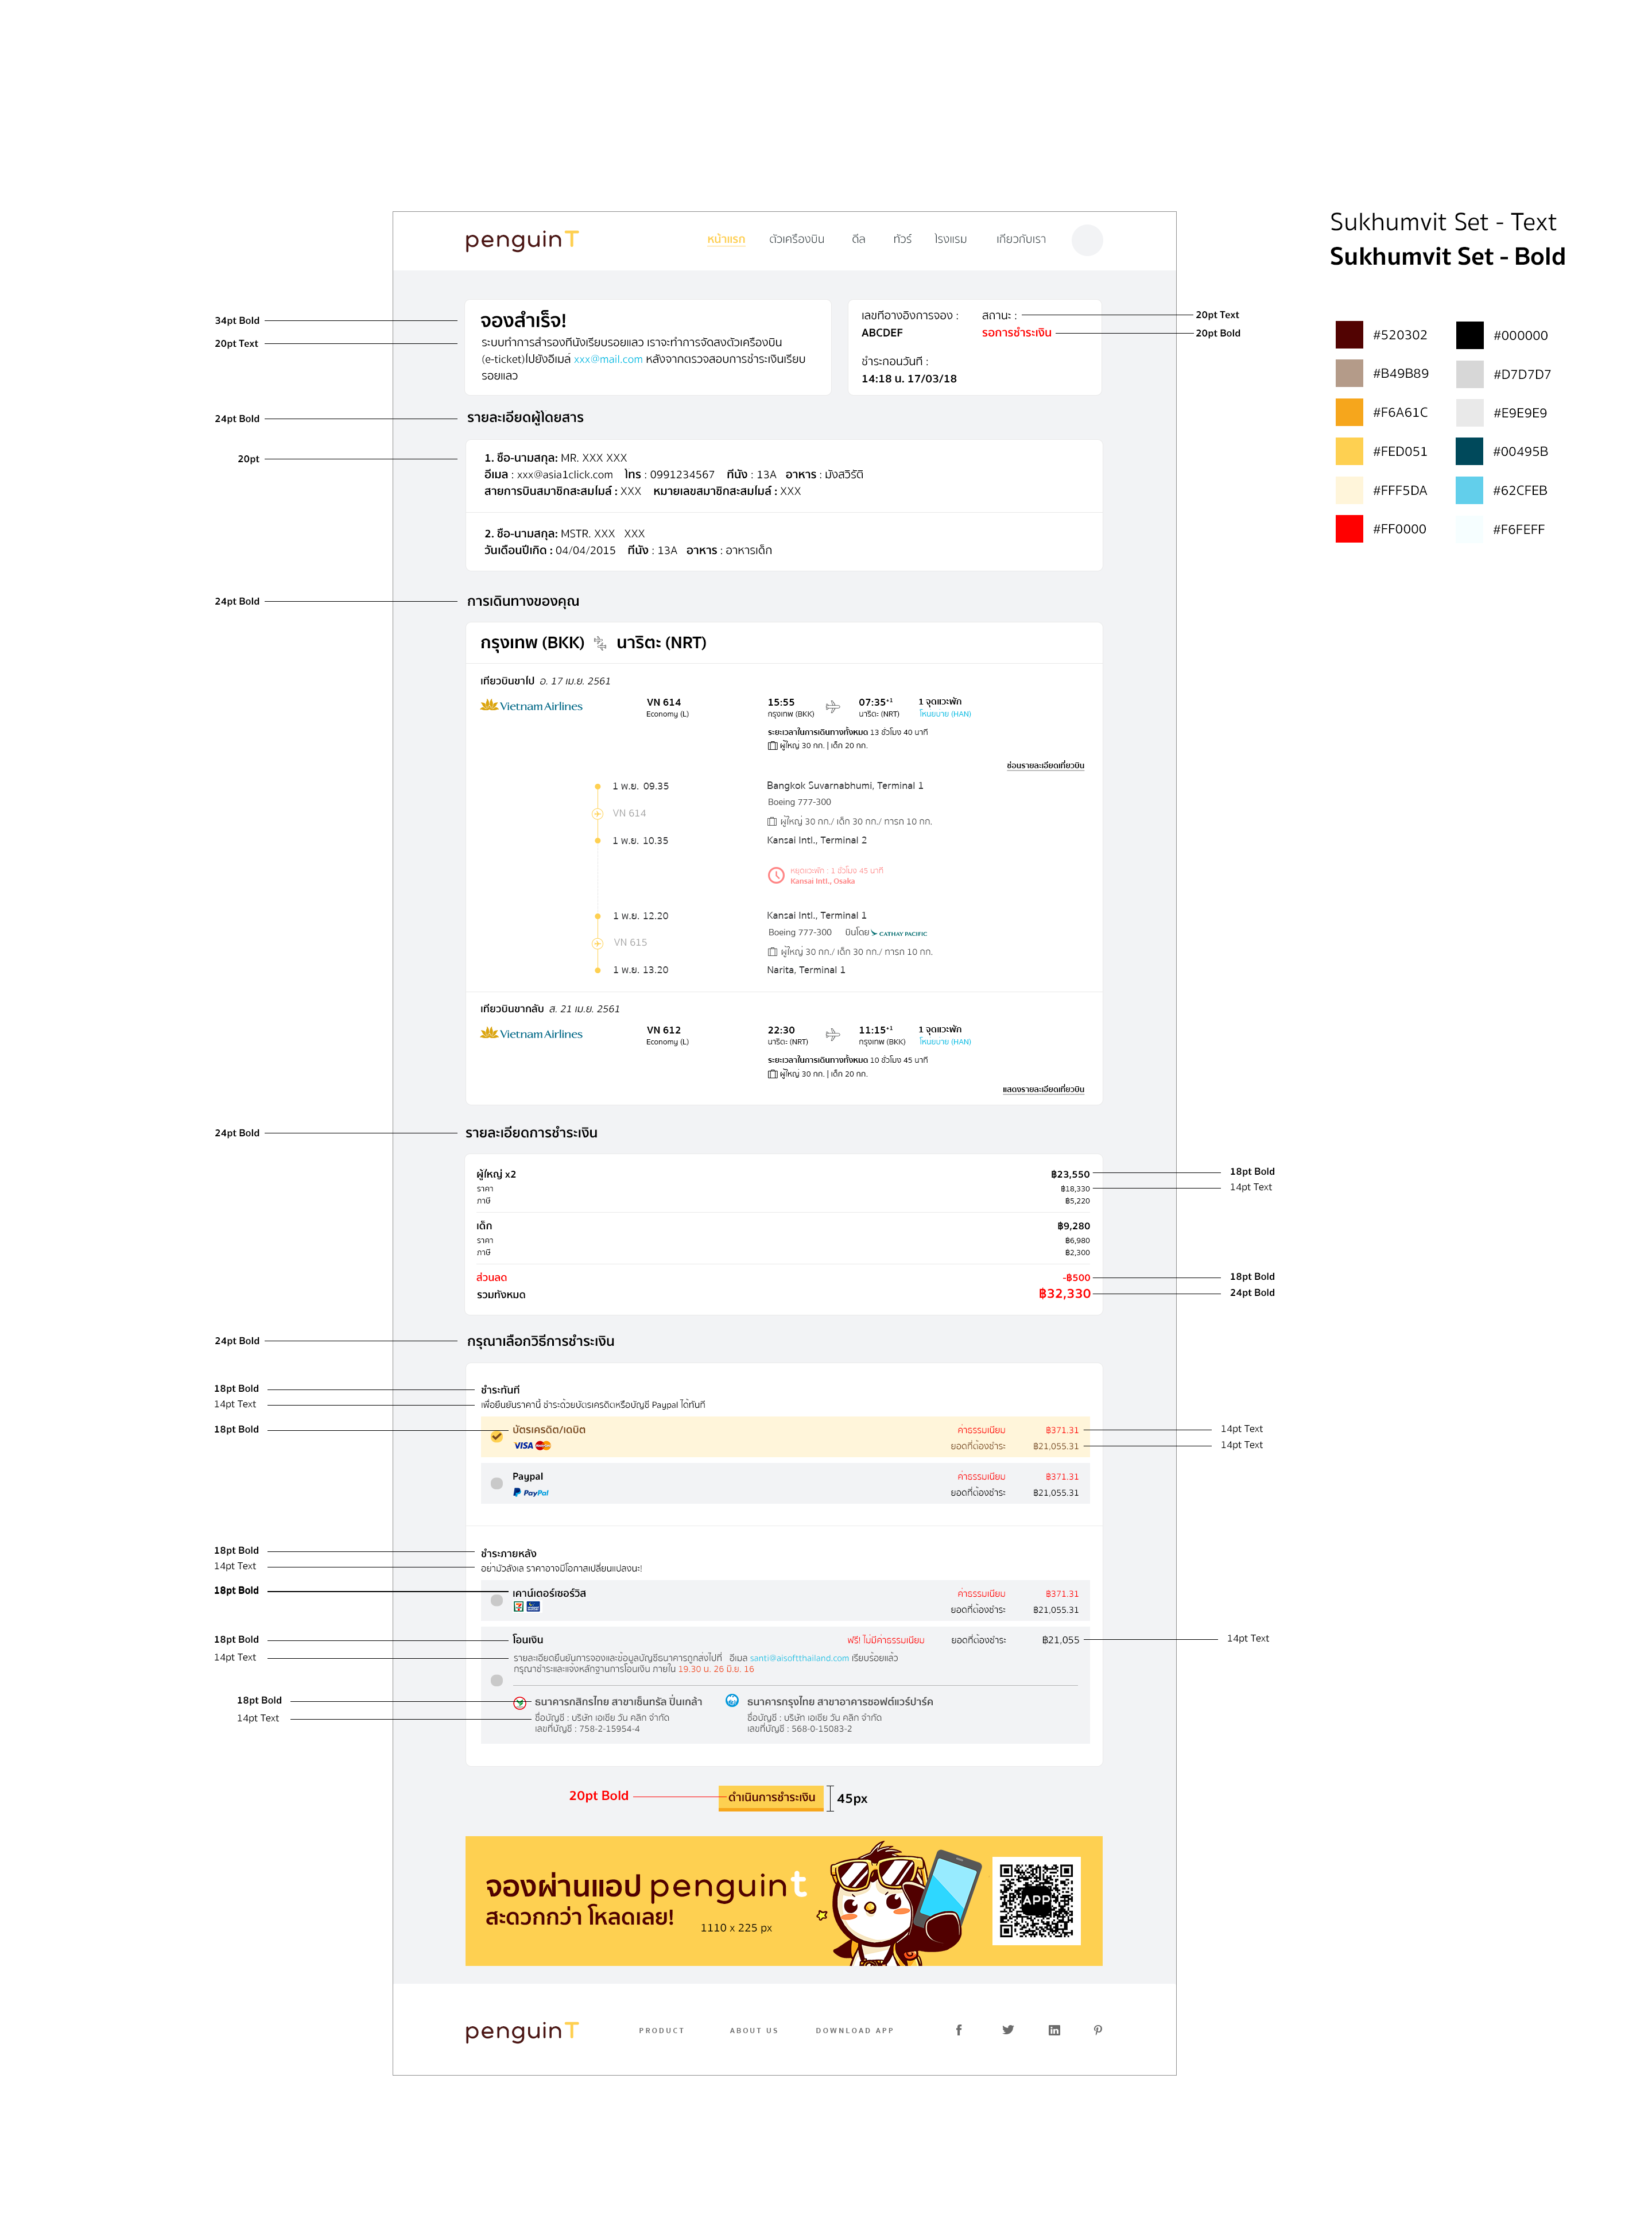 penguinT
หน้าแรก ตั๋วเครื่องบิน ดีล ทัวร์ โรงแรม เกี่ยวกับเรา
Sukhumvit Set - Text
Sukhumvit Set - Bold
#520302 #000000
#B49B89 #D7D7D7
#F6A61C #E9E9E9
#FED051 #00495B
#FFF5DA #62CFEB
#FF0000 #F6FEFF
34pt Bold
20pt Text
จองสำเร็จ!
ระบบทำการสำรองที่นั่งเรียบรอยแลว เราจะทำการจัดสงตัวเครื่องบิน
(e-ticket)ไปยังอีเมล์ xxx@mail.com หลังจากตรวจสอบการชำระเงินเรียบ
รอยแลว
เลขที่อางอิงการจอง : สถานะ :
ABCDEF รอการชำระเงิน
ชำระกอนวันที่ :
14:18 น. 17/03/18
20pt Text
20pt Bold
24pt Bold
รายละเอียดผู้โดยสาร
20pt
1. ชื่อ-นามสกุล: MR. XXX XXX
อีเมล : xxx@asia1click.com โทร : 0991234567 ที่นั่ง : 13A อาหาร : มังสวิรัติ
สายการบินสมาชิกสะสมไมล์ : XXX หมายเลขสมาชิกสะสมไมล์ : XXX
2. ชื่อ-นามสกุล: MSTR. XXX XXX
วันเดือนปีเกิด : 04/04/2015 ที่นั่ง : 13A อาหาร : อาหารเด็ก
24pt Bold
การเดินทางของคุณ
กรุงเทพ (BKK) นาริตะ (NRT)
เที่ยวบินขาไป อ. 17 เม.ย. 2561
Vietnam Airlines VN 614 15:55 07:35+1 1 จุดแวะพัก
Economy (L) กรุงเทพ (BKK) นาริตะ (NRT) โหนยบาย (HAN)
ระยะเวลาในการเดินทางทั้งหมด 13 ชั่วโมง 40 นาที
ผู้ใหญ่ 30 กก. | เด็ก 20 กก.
ซ่อนรายละเอียดเที่ยวบิน
1 พ.ย. 09.35 Bangkok Suvarnabhumi, Terminal 1
Boeing 777-300
VN 614
ผู้ใหญ่ 30 กก./ เด็ก 30 กก./ ทารก 10 กก.
1 พ.ย. 10.35 Kansai Intl., Terminal 2
หยุดแวะพัก : 1 ชั่วโมง 45 นาที
Kansai Intl., Osaka
1 พ.ย. 12.20 Kansai Intl., Terminal 1
Boeing 777-300 บินโดย CATHAY PACIFIC
VN 615
ผู้ใหญ่ 30 กก./ เด็ก 30 กก./ ทารก 10 กก.
1 พ.ย. 13.20 Narita, Terminal 1
เที่ยวบินขากลับ ส. 21 เม.ย. 2561
Vietnam Airlines VN 612 22:30 11:15+1 1 จุดแวะพัก
Economy (L) นาริตะ (NRT) กรุงเทพ (BKK) โหนยบาย (HAN)
ระยะเวลาในการเดินทางทั้งหมด 10 ชั่วโมง 45 นาที
ผู้ใหญ่ 30 กก. | เด็ก 20 กก.
แสดงรายละเอียดเที่ยวบิน
24pt Bold
รายละเอียดการชำระเงิน
ผู้ใหญ่ x2 ฿23,550
ราคา ฿18,330
ภาษี ฿5,220
18pt Bold
14pt Text
เด็ก ฿9,280
ราคา ฿6,980
ภาษี ฿2,300
ส่วนลด -฿500
รวมทั้งหมด ฿32,330
18pt Bold
24pt Bold
24pt Bold
กรุณาเลือกวิธีการชำระเงิน
18pt Bold
14pt Text
18pt Bold
ชำระทันที
เพื่อยืนยันราคานี้ ชำระด้วยบัตรเครดิตหรือบัญชี Paypal ได้ทันที
บัตรเครดิต/เดบิต ค่าธรรมเนียม ฿371.31
VISA ยอดที่ต้องชำระ ฿21,055.31
14pt Text
14pt Text
Paypal ค่าธรรมเนียม ฿371.31
PayPal ยอดที่ต้องชำระ ฿21,055.31
18pt Bold
14pt Text
18pt Bold
ชำระภายหลัง
อย่ามัวลังเล ราคาอาจมีโอกาสเปลี่ยนแปลงนะ!
เคาน์เตอร์เซอร์วิส ค่าธรรมเนียม ฿371.31
ยอดที่ต้องชำระ ฿21,055.31
18pt Bold
14pt Text
โอนเงิน ฟรี! ไม่มีค่าธรรมเนียม ยอดที่ต้องชำระ ฿21,055
14pt Text
รายละเอียดยืนยันการจองและข้อมูลบัญชีธนาคารถูกส่งไปที่ อีเมล santi@aisoftthailand.com เรียบร้อยแล้ว
กรุณาชำระและแจ้งหลักฐานการโอนเงิน ภายใน 19.30 น. 26 มิ.ย. 16
18pt Bold
14pt Text
ธนาคารกสิกรไทย สาขาเซ็นทรัล ปิ่นเกล้า ธนาคารกรุงไทย สาขาอาคารซอฟต์แวร์ปาร์ค
ชื่อบัญชี : บริษัท เอเชีย วัน คลิก จำกัด ชื่อบัญชี : บริษัท เอเชีย วัน คลิก จำกัด
เลขที่บัญชี : 758-2-15954-4 เลขที่บัญชี : 568-0-15083-2
20pt Bold
ดำเนินการชำระเงิน
45px
จองผ่านแอป penguint
สะดวกกว่า โหลดเลย!
1110 x 225 px
APP
penguinT
PRODUCT ABOUT US DOWNLOAD APP